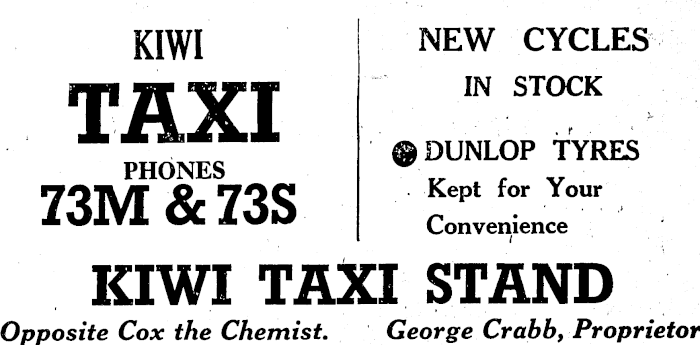 KIWI
TAXI
PHONES
73M & 73S
NEW CYCLES
IN STOCK
DUNLOP TYRES
Kept for Your
Convenience
KIWI TAXI STAND
Opposite Cox the Chemist. George Crabb, Proprietor